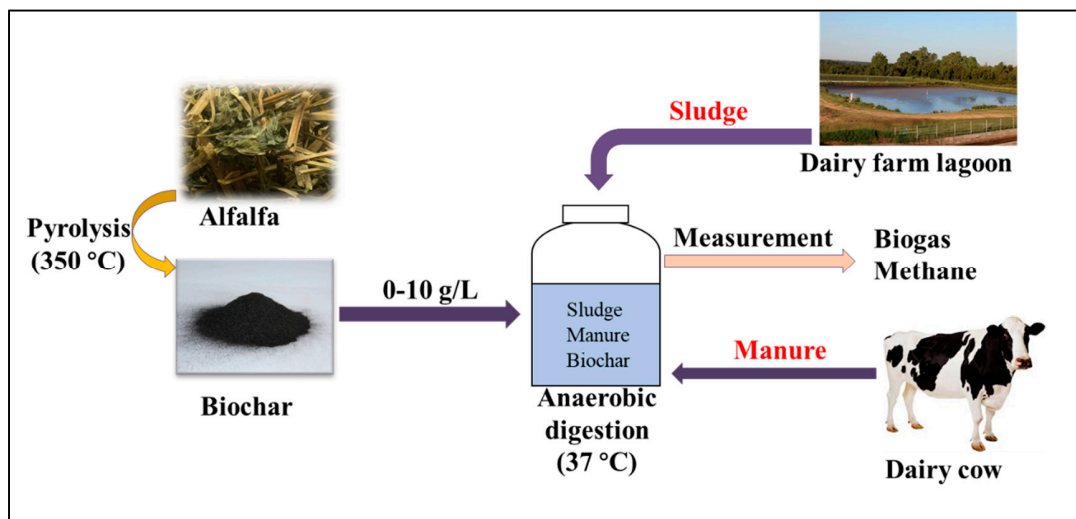 Alfalfa
Pyrolysis
(350 °C)
Biochar
0-10 g/L
Sludge
Dairy farm lagoon
Sludge
Manure
Biochar
Anaerobic
digestion
(37 °C)
Measurement
Biogas
Methane
Manure
Dairy cow